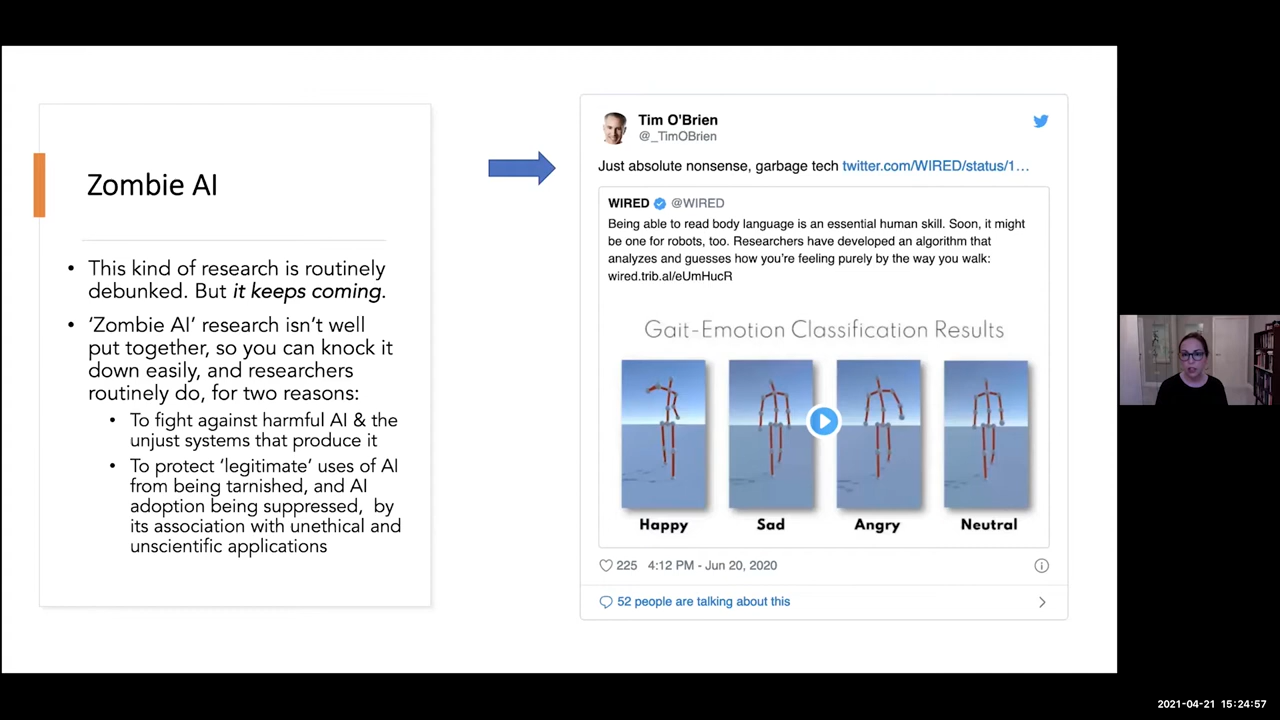 Zombie AI
• This kind of research is routinely
debunked. But it keeps coming.
• ‘Zombie AI’ research isn’t well
put together, so you can knock it
down easily, and researchers
routinely do, for two reasons:
• To fight against harmful AI & the
unjust systems that produce it
• To protect ‘legitimate’ uses of AI
from being tarnished, and AI
adoption being suppressed, by
its association with unethical and
unscientific applications
Tim O'Brien
@_TimOBrien
Just absolute nonsense, garbage tech twitter.com/WIRED/status/1…
WIRED @WIRED
Being able to read body language is an essential human skill. Soon, it might
be one for robots, too. Researchers have developed an algorithm that
analyzes and guesses how you’re feeling purely by the way you walk:
wired.trib.al/eUmHucR
Gait-Emotion Classification Results
Happy Sad Angry Neutral
225 4:12 PM - Jun 20, 2020
52 people are talking about this
2021-04-21 15:24:57